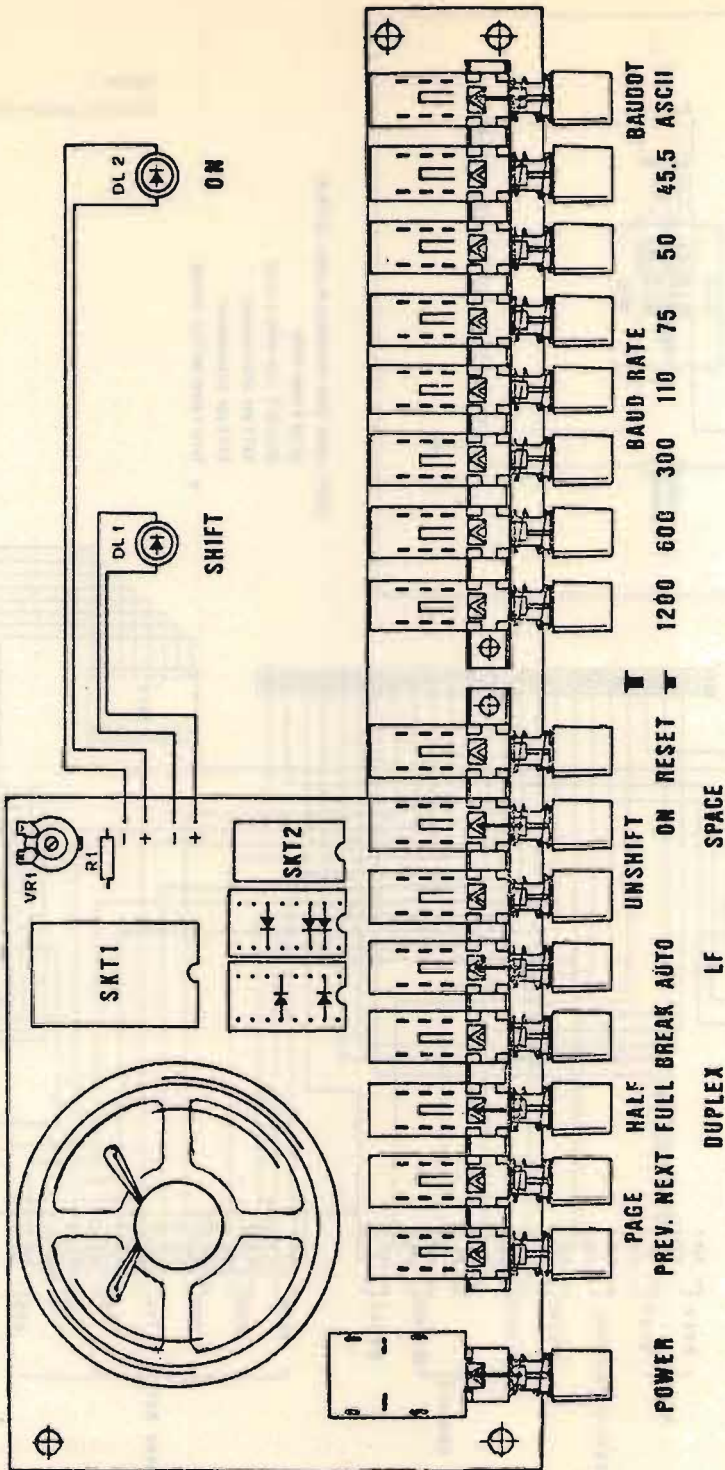 VR1
R1
SKT1
SKT2
−
+
−
+
DL 1
DL 2
SHIFT
ON
PAGE HALF UNSHIFT BAUD RATE BAUDOT
POWER PREV. NEXT FULL BREAK AUTO ON RESET 1200 600 300 110 75 50 45.5 ASCII
DUPLEX LF SPACE